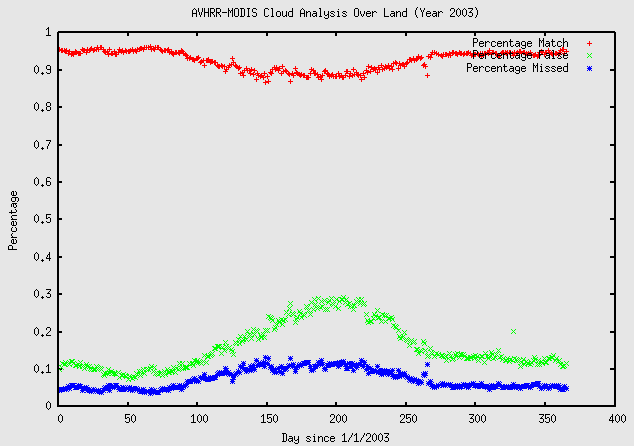 AVHRR-MODIS Cloud Analysis Over Land (Year 2003)
Percentage Match
Percentage False
Percentage Missed
Percentage
1
0.9
0.8
0.7
0.6
0.5
0.4
0.3
0.2
0.1
0
0 50 100 150 200 250 300 350 400
Day since 1/1/2003